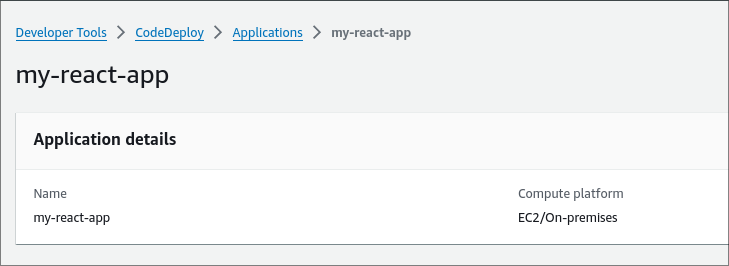 Developer Tools > CodeDeploy > Applications > my-react-app
my-react-app
Application details
Name
Compute platform
my-react-app
EC2/On-premises